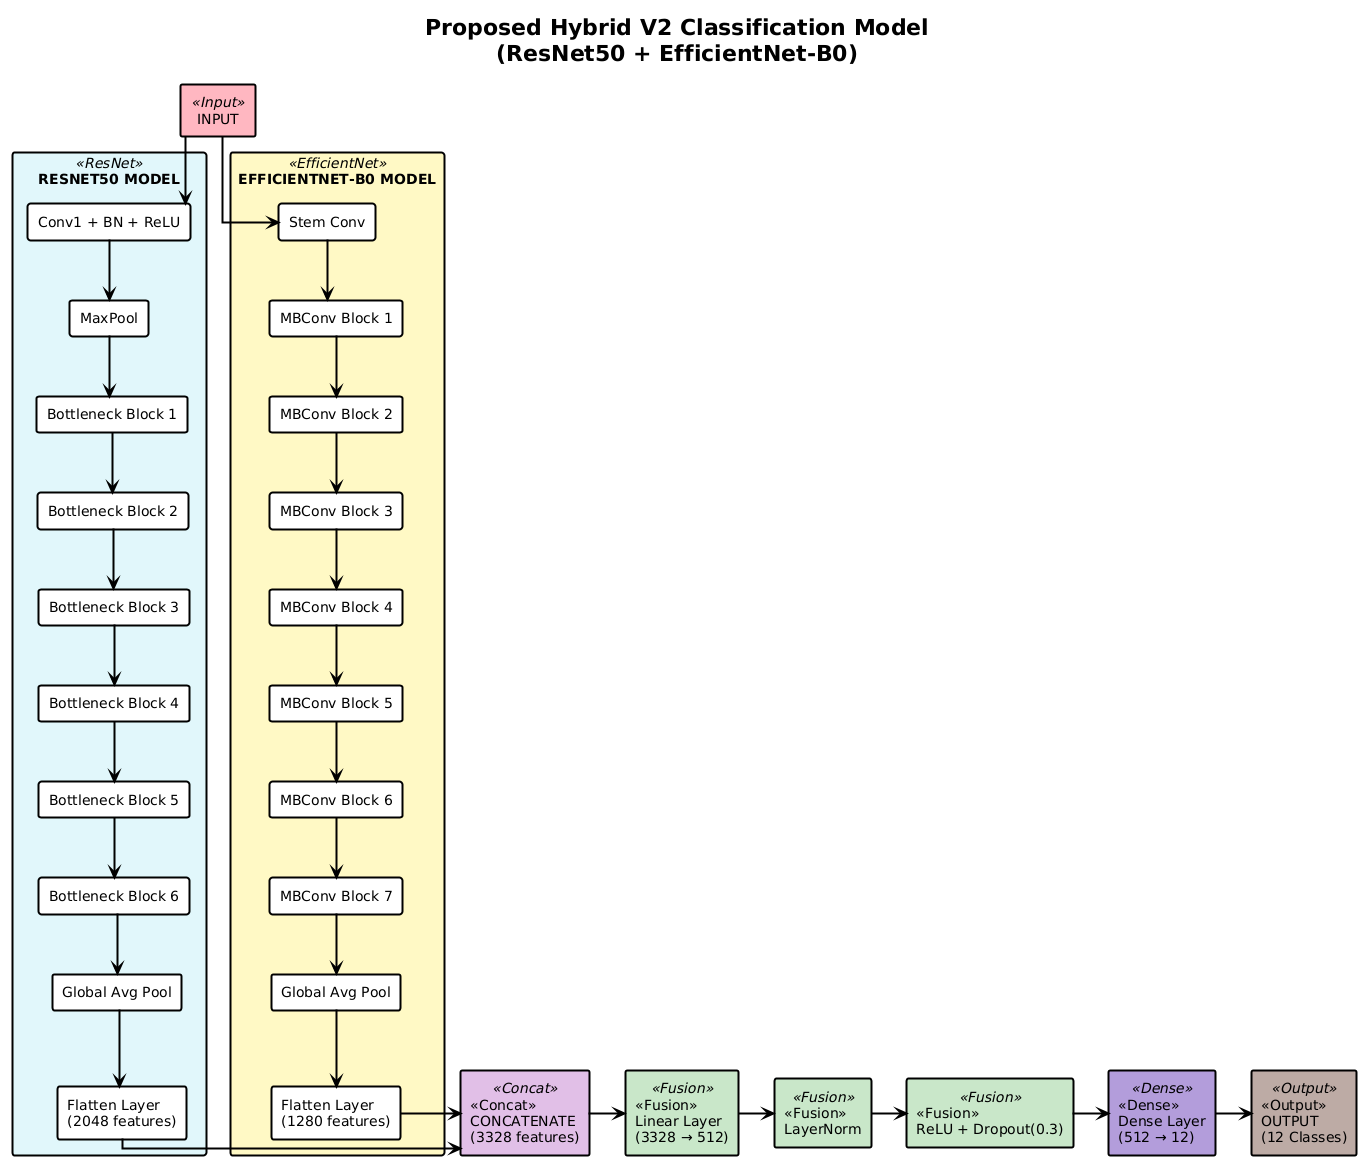 Proposed Hybrid V2 Classification Model
(ResNet50 + EfficientNet-B0)
«Input»
INPUT
«ResNet»
RESNET50 MODEL
Conv1 + BN + ReLU
MaxPool
Bottleneck Block 1
Bottleneck Block 2
Bottleneck Block 3
Bottleneck Block 4
Bottleneck Block 5
Bottleneck Block 6
Global Avg Pool
Flatten Layer
(2048 features)
«EfficientNet»
EFFICIENTNET-B0 MODEL
Stem Conv
MBConv Block 1
MBConv Block 2
MBConv Block 3
MBConv Block 4
MBConv Block 5
MBConv Block 6
MBConv Block 7
Global Avg Pool
Flatten Layer
(1280 features)
«Concat»
«Concat»
CONCATENATE
(3328 features)
«Fusion»
«Fusion»
Linear Layer
(3328 → 512)
«Fusion»
«Fusion»
LayerNorm
«Fusion»
«Fusion»
ReLU + Dropout(0.3)
«Dense»
«Dense»
Dense Layer
(512 → 12)
«Output»
«Output»
OUTPUT
(12 Classes)